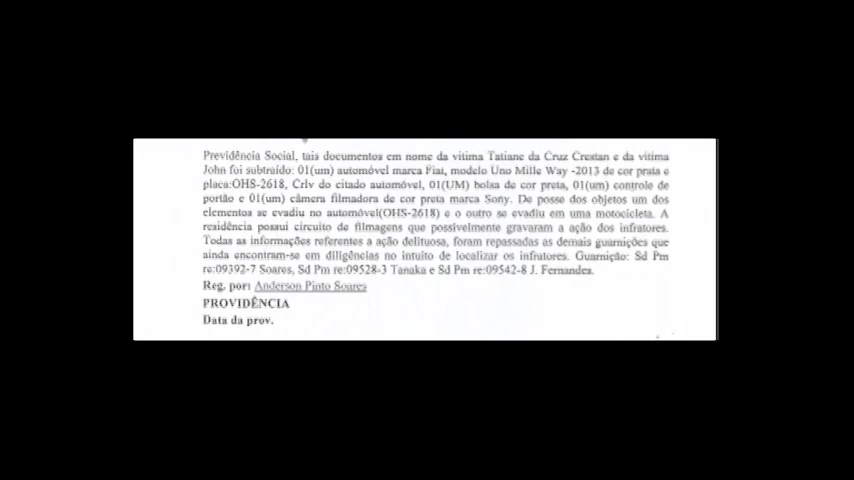 Previdência Social, tais documentos em nome da vítima Tatiane da Cruz Crestan e da vítima
John foi subtraído: 01(um) automóvel marca Fiat, modelo Uno Mille Way -2013 de cor prata e
placa:OHS-2618, Crlv do citado automóvel, 01(UM) bolsa de cor preta, 01(um) controle de
portão e 01(um) câmera filmadora de cor preta marca Sony. De posse dos objetos um dos
elementos se evadiu no automóvel(OHS-2618) e o outro se evadiu em uma motocicleta. A
residência possui circuito de filmagens que possivelmente gravaram a ação dos infratores.
Todas as informações referentes a ação delituosa, foram repassadas as demais guarnições que
ainda encontram-se em diligências no intuito de localizar os infratores. Guarnição: Sd Pm
re:09392-7 Soares, Sd Pm re:09528-3 Tanaka e Sd Pm re:09542-8 J. Fernandes.
Reg. por: Anderson Pinto Soares
PROVIDÊNCIA
Data da prov.